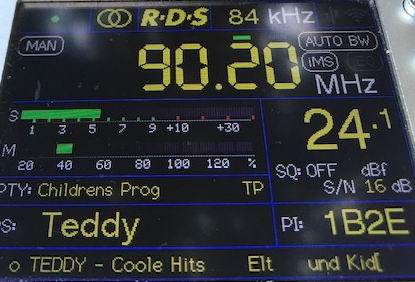 R·D·S 84 kHz
MAN 90.20 AUTO BW
iMS EQ
MHz
S 1 3 5 7 9 +10 +30
M 20 40 60 80 100 120 %
24.1
SQ: OFF dBf
S/N 16 dB
PTY: Childrens Prog TP
PS: Teddy
PI: 1B2E
o TEDDY - Coole Hits Elt und Kid[